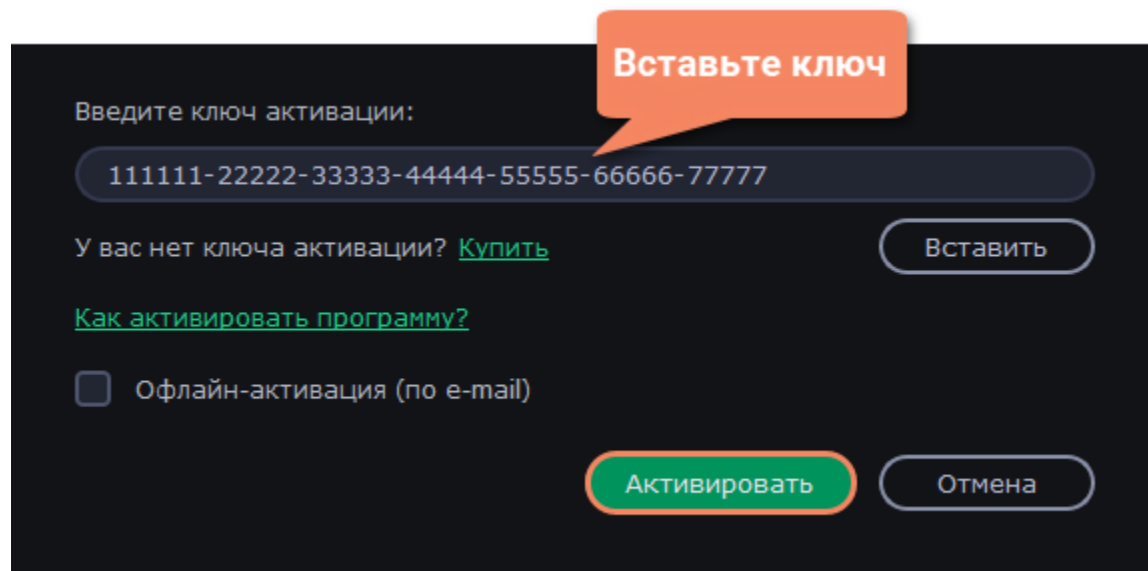 Вставьте ключ
Введите ключ активации:
111111-22222-33333-44444-55555-66666-77777
У вас нет ключа активации? Купить
Вставить
Как активировать программу?
Офлайн-активация (по e-mail)
Активировать
Отмена